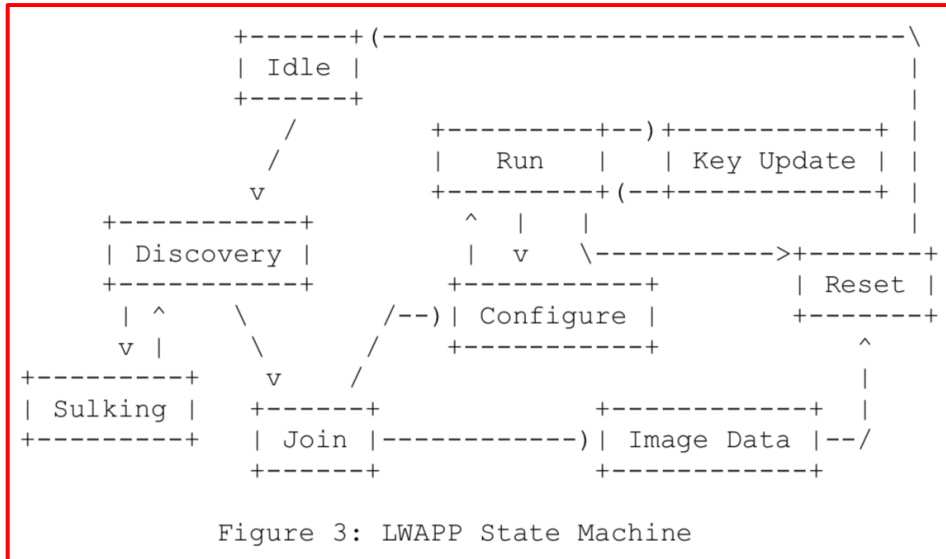 Idle
Run Key Update
Discovery
Reset
Configure
Sulking
Join Image Data
Figure 3: LWAPP State Machine